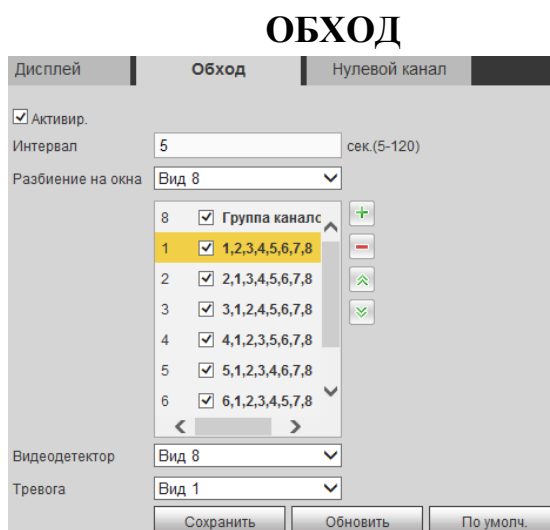 ОБХОД
Дисплей Обход Нулевой канал
Активир.
Интервал 5 сек.(5-120)
Разбиение на окна Вид 8
8 Группа канало
1 1,2,3,4,5,6,7,8
2 2,1,3,4,5,6,7,8
3 3,1,2,4,5,6,7,8
4 4,1,2,3,5,6,7,8
5 5,1,2,3,4,6,7,8
6 6,1,2,3,4,5,7,8
Видеодетектор Вид 8
Тревога Вид 1
Сохранить Обновить По умолч.